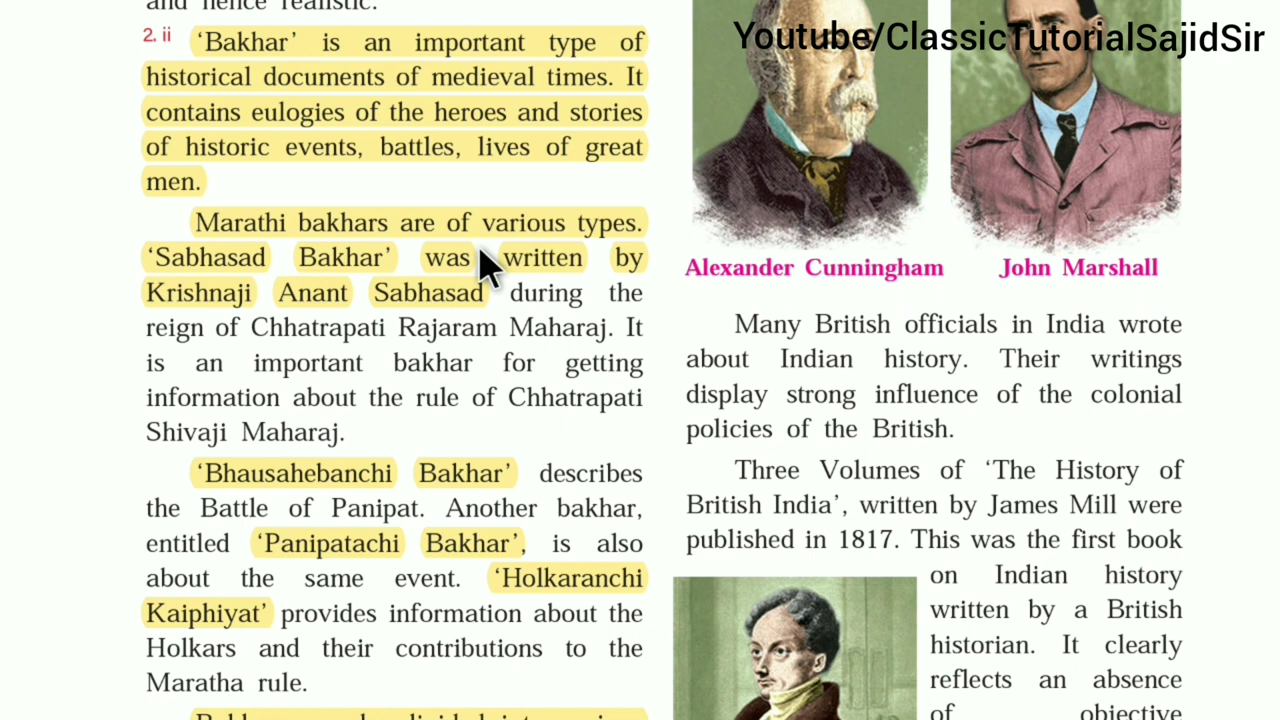 and hence realistic.
2. ii
‘Bakhar’ is an important type of
historical documents of medieval times. It
contains eulogies of the heroes and stories
of historic events, battles, lives of great
men.
Marathi bakhars are of various types.
‘Sabhasad Bakhar’ was written by
Krishnaji Anant Sabhasad during the
reign of Chhatrapati Rajaram Maharaj. It
is an important bakhar for getting
information about the rule of Chhatrapati
Shivaji Maharaj.
‘Bhausahebanchi Bakhar’ describes
the Battle of Panipat. Another bakhar,
entitled ‘Panipatachi Bakhar’, is also
about the same event. ‘Holkaranchi
Kaiphiyat’ provides information about the
Holkars and their contributions to the
Maratha rule.
Youtube/ClassicTutorialSajidSir
Alexander Cunningham
John Marshall
Many British officials in India wrote
about Indian history. Their writings
display strong influence of the colonial
policies of the British.
Three Volumes of ‘The History of
British India’, written by James Mill were
published in 1817. This was the first book
on Indian history
written by a British
historian. It clearly
reflects an absence
of objective